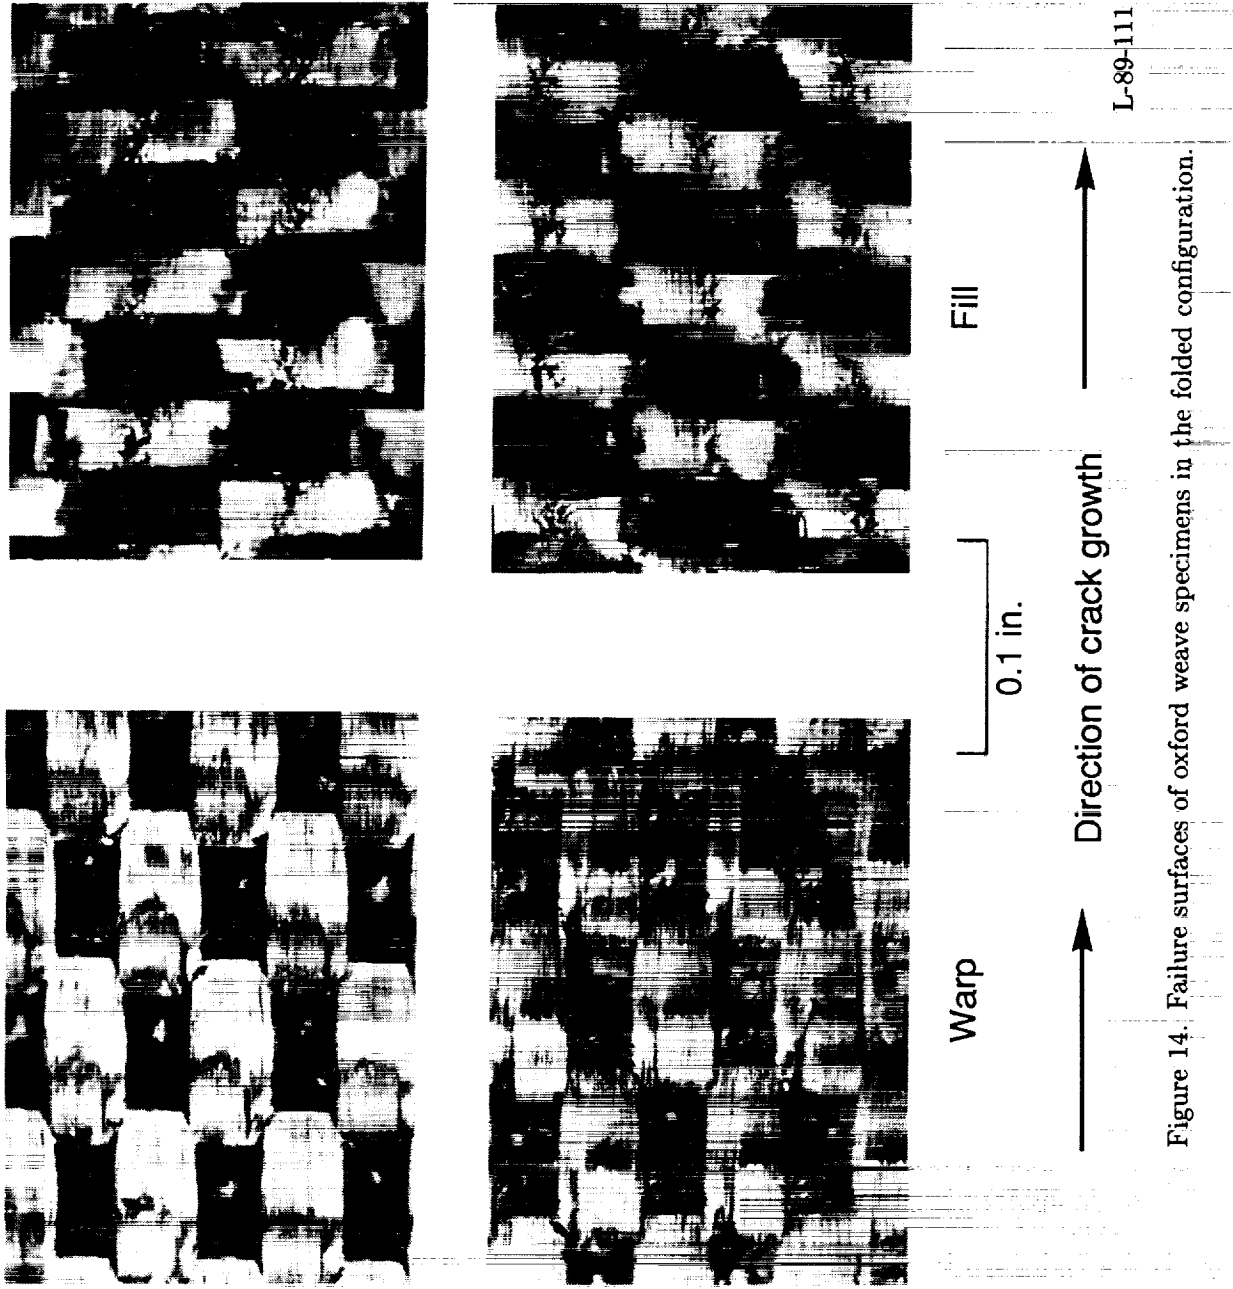 Warp
Fill
0.1 in.
Direction of crack growth
L-89-111
Figure 14. Failure surfaces of oxford weave specimens in the folded configuration.